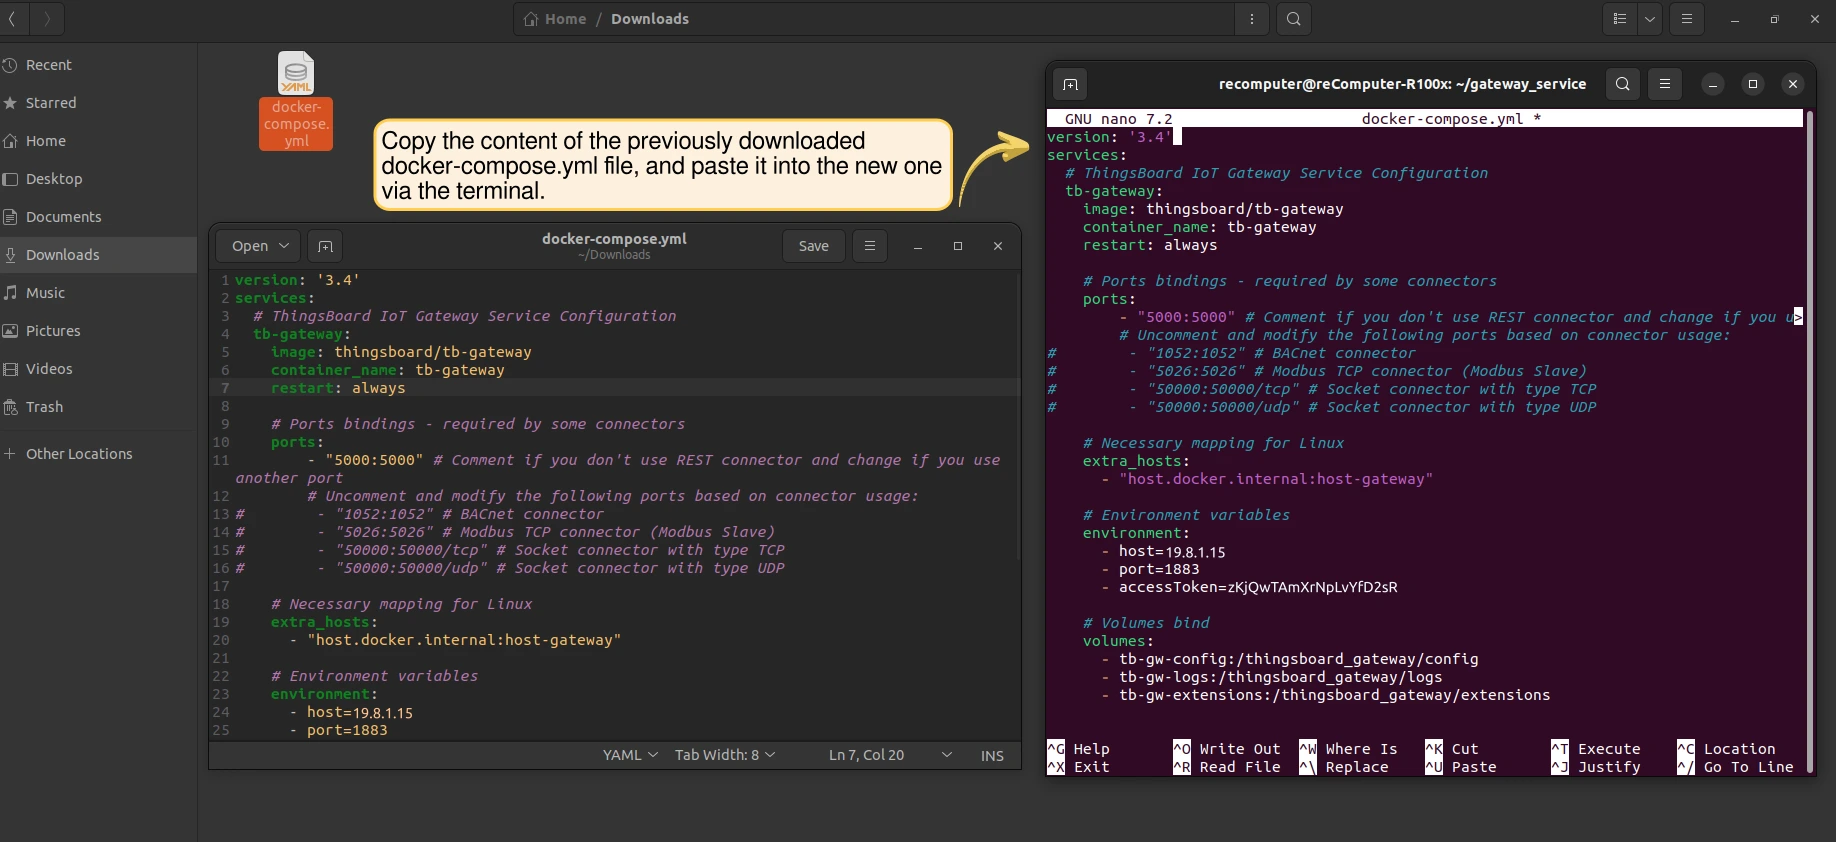 Home / Downloads
Recent
Starred
Home
Desktop
Documents
Downloads
Music
Pictures
Videos
Trash
+ Other Locations
YAML
docker-
compose.
yml
Copy the content of the previously downloaded
docker-compose.yml file, and paste it into the new one
via the terminal.
Open
docker-compose.yml
~/Downloads
Save
1 version: '3.4'
2 services:
3   # ThingsBoard IoT Gateway Service Configuration
4   tb-gateway:
5     image: thingsboard/tb-gateway
6     container_name: tb-gateway
7     restart: always
8
9     # Ports bindings - required by some connectors
10     ports:
11         - "5000:5000" # Comment if you don't use REST connector and change if you use
another port
12         # Uncomment and modify the following ports based on connector usage:
13 #        - "1052:1052" # BACnet connector
14 #        - "5026:5026" # Modbus TCP connector (Modbus Slave)
15 #        - "50000:50000/tcp" # Socket connector with type TCP
16 #        - "50000:50000/udp" # Socket connector with type UDP
17
18     # Necessary mapping for Linux
19     extra_hosts:
20       - "host.docker.internal:host-gateway"
21
22     # Environment variables
23     environment:
24       - host=19.8.1.15
25       - port=1883
YAML Tab Width: 8 Ln 7, Col 20 INS
recomputer@reComputer-R100x: ~/gateway_service
GNU nano 7.2 docker-compose.yml *
version: '3.4'
services:
  # ThingsBoard IoT Gateway Service Configuration
  tb-gateway:
    image: thingsboard/tb-gateway
    container_name: tb-gateway
    restart: always
    # Ports bindings - required by some connectors
    ports:
        - "5000:5000" # Comment if you don't use REST connector and change if you u>
        # Uncomment and modify the following ports based on connector usage:
#        - "1052:1052" # BACnet connector
#        - "5026:5026" # Modbus TCP connector (Modbus Slave)
#        - "50000:50000/tcp" # Socket connector with type TCP
#        - "50000:50000/udp" # Socket connector with type UDP
    # Necessary mapping for Linux
    extra_hosts:
      - "host.docker.internal:host-gateway"
    # Environment variables
    environment:
      - host=19.8.1.15
      - port=1883
      - accessToken=zKjQwTAmXrNpLvYfD2sR
    # Volumes bind
    volumes:
      - tb-gw-config:/thingsboard_gateway/config
      - tb-gw-logs:/thingsboard_gateway/logs
      - tb-gw-extensions:/thingsboard_gateway/extensions
^G Help ^O Write Out ^W Where Is ^K Cut ^T Execute ^C Location
^X Exit ^R Read File ^\ Replace ^U Paste ^J Justify ^/ Go To Line